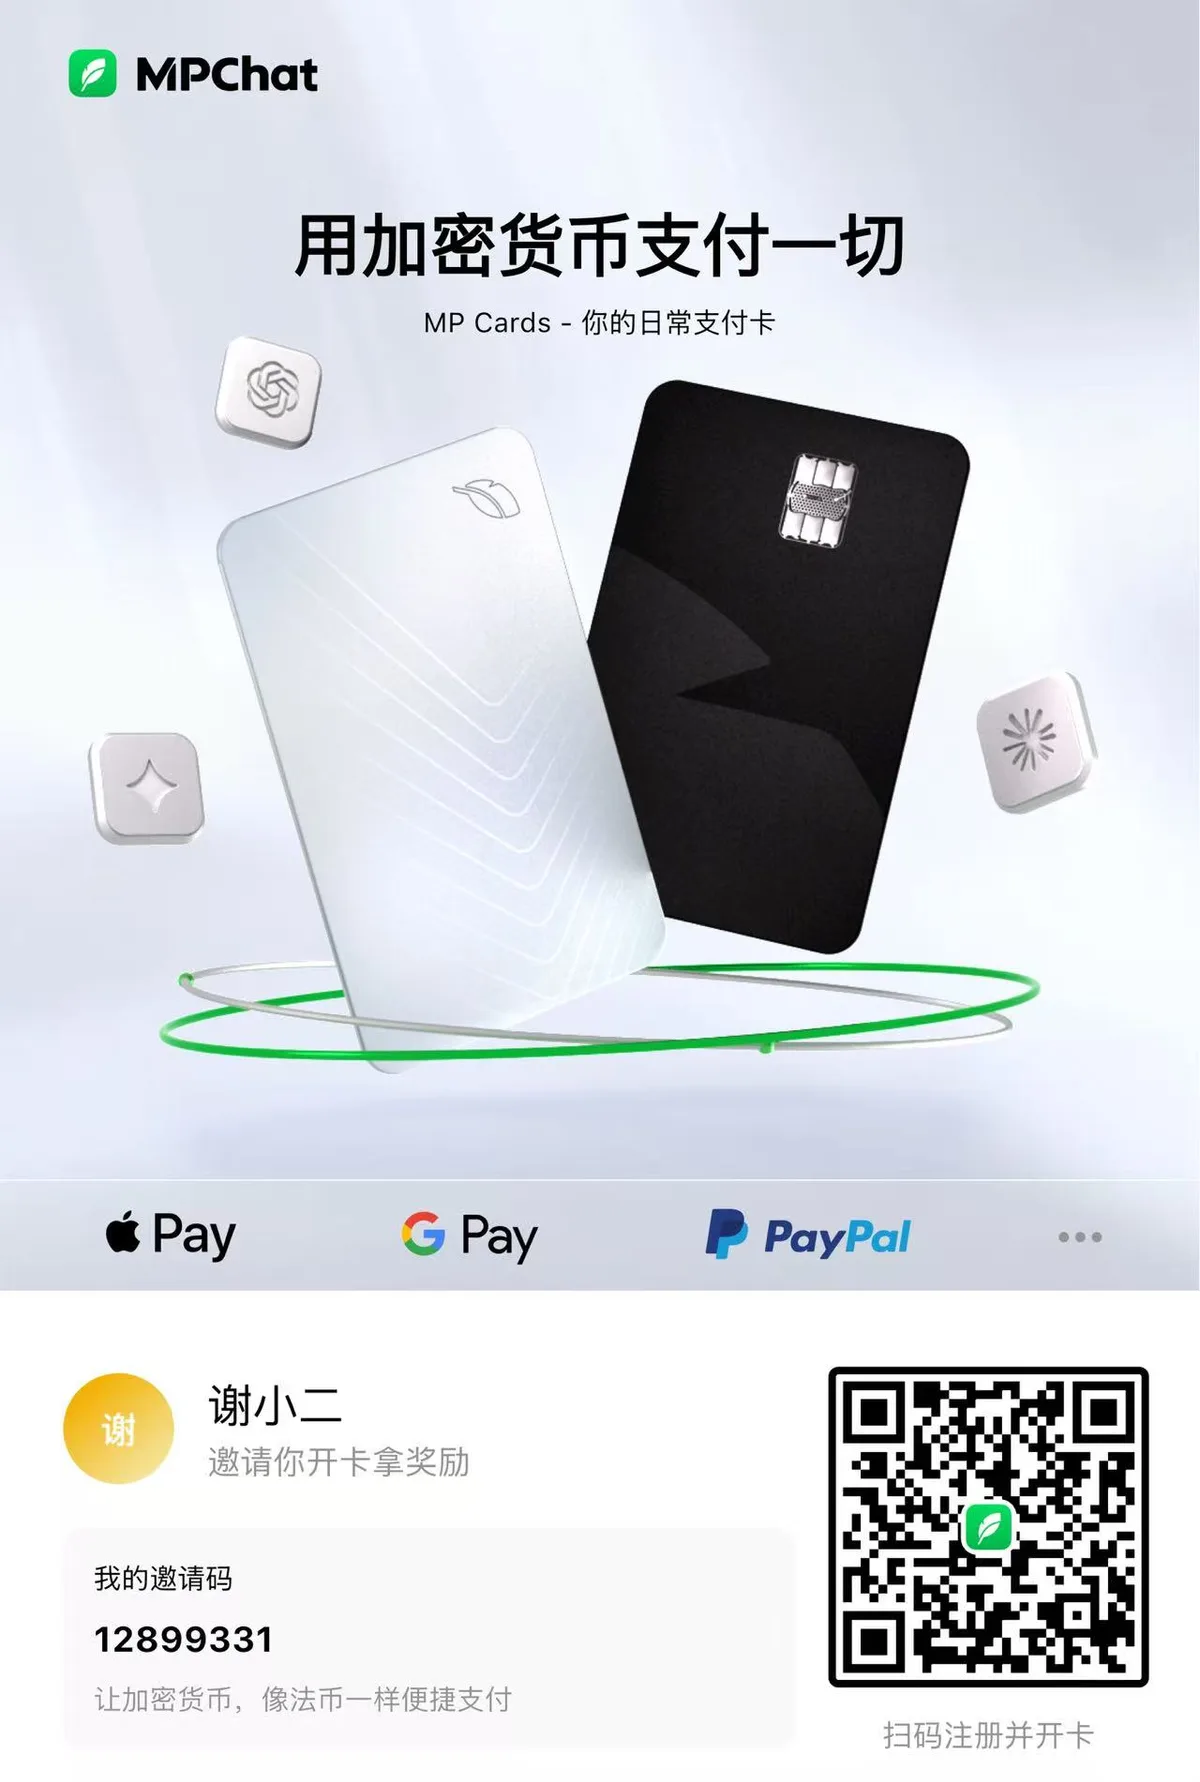 MPChat
用加密货币支付一切
MP Cards - 你的日常支付卡
Pay
G Pay
PayPal
谢
谢小二
邀请你开卡拿奖励
我的邀请码
12899331
让加密货币，像法币一样便捷支付
扫码注册并开卡